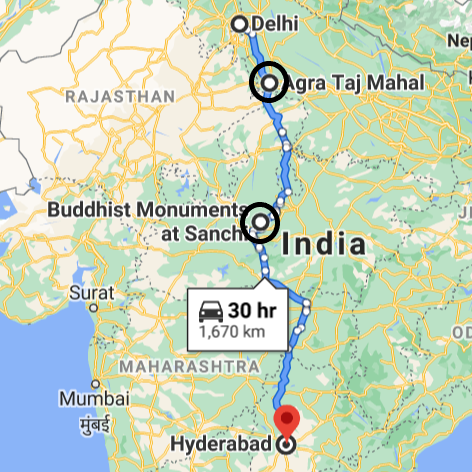 Delhi
Nep
Agra Taj Mahal
RAJASTHAN
Buddhist Monuments
at Sanchi
India
30 hr
1,670 km
Surat
MAHARASHTRA
Mumbai
मुंबई
Hyderabad